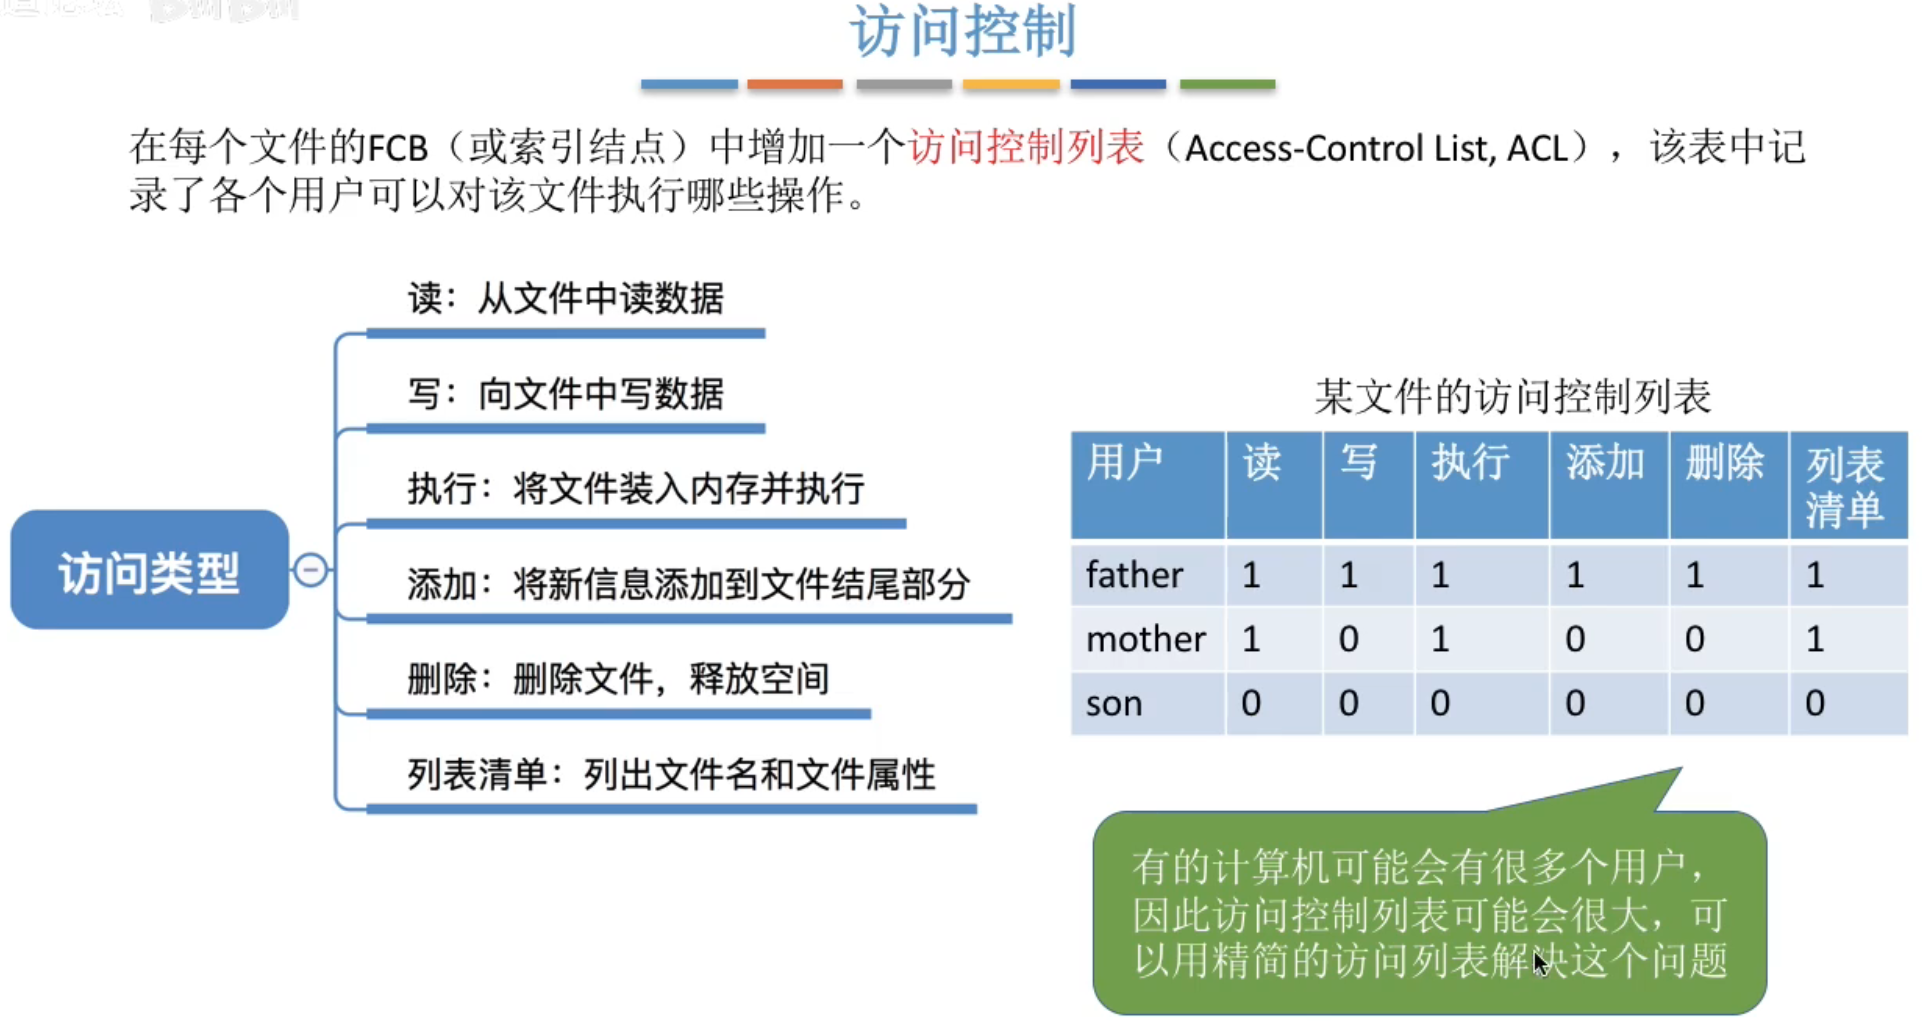 访问控制
在每个文件的FCB（或索引结点）中增加一个访问控制列表（Access-Control List, ACL），该表中记
录了各个用户可以对该文件执行哪些操作。
访问类型
读：从文件中读数据
写：向文件中写数据
执行：将文件装入内存并执行
添加：将新信息添加到文件结尾部分
删除：删除文件，释放空间
列表清单：列出文件名和文件属性
某文件的访问控制列表
用户 读 写 执行 添加 删除 列表
清单
father 1 1 1 1 1 1
mother 1 0 1 0 0 1
son 0 0 0 0 0 0
有的计算机可能会有很多个用户，
因此访问控制列表可能会很大，可
以用精简的访问列表解决这个问题